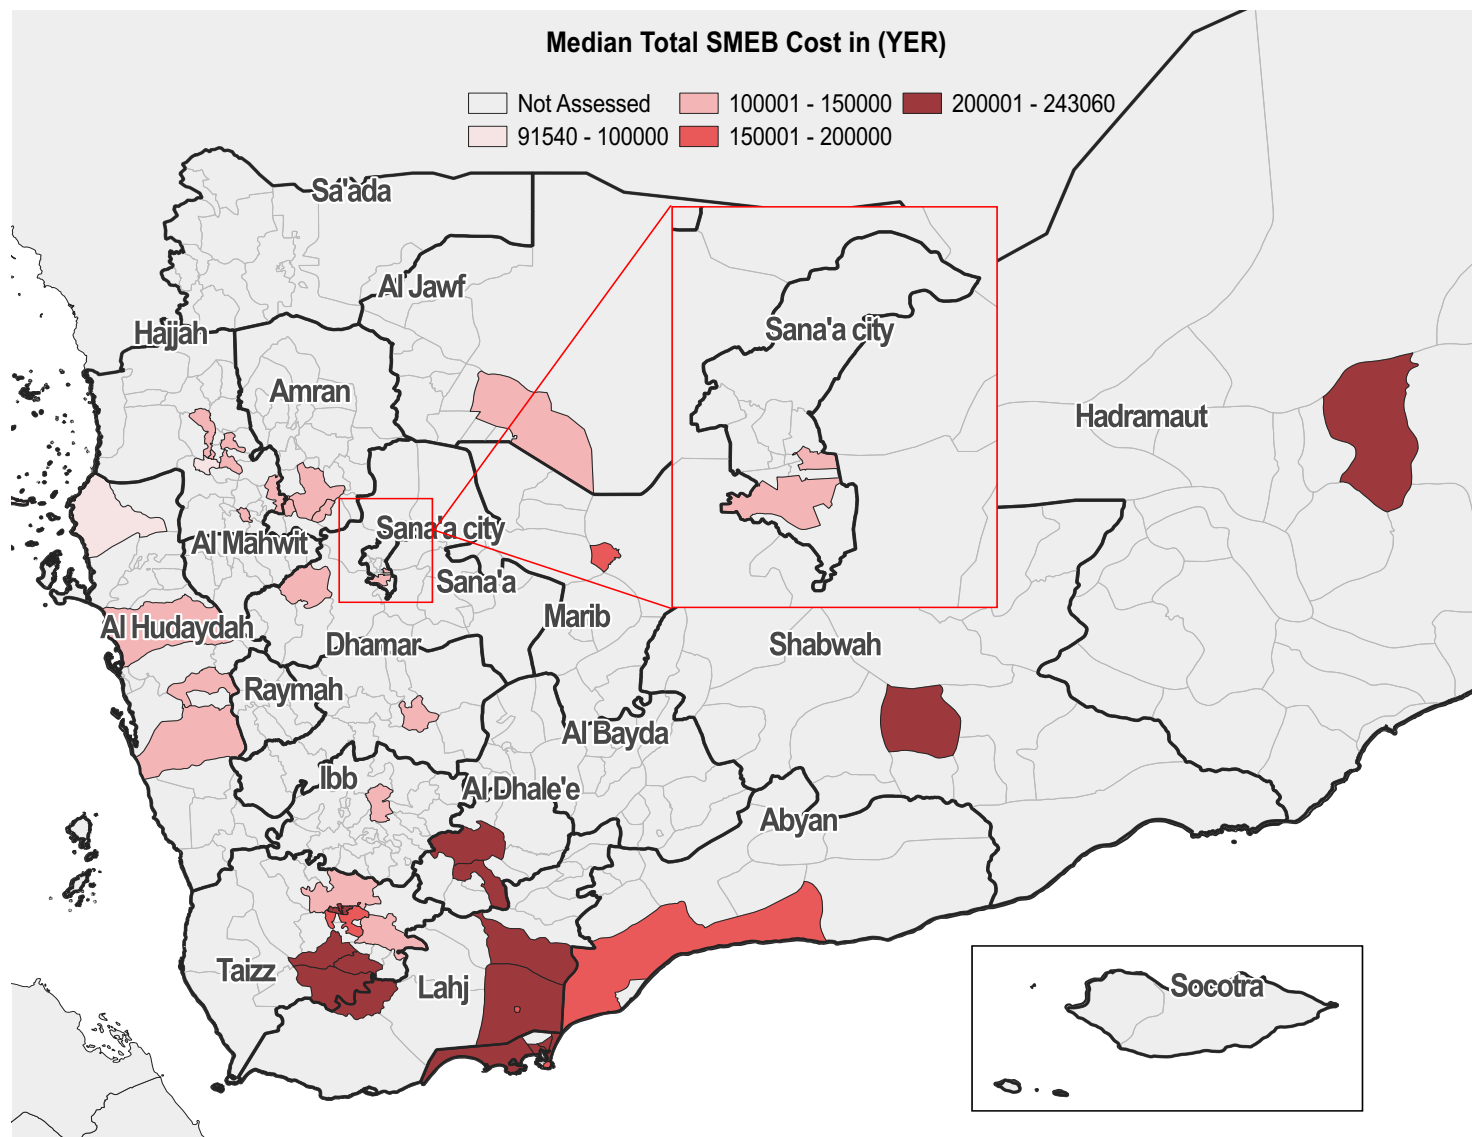 Median Total SMEB Cost in (YER)
Not Assessed
100001 - 150000
200001 - 243060
91540 - 100000
150001 - 200000
Sa'ada
Al Jawf
Hajjah
Sana'a city
Amran
Hadramaut
Sana'a city
Al Mahwit
Sana'a
Marib
Al Hudaydah
Dhamar
Shabwah
Raymah
Al Bayda
Ibb
Al Dhale'e
Abyan
Taizz
Lahj
Socotra